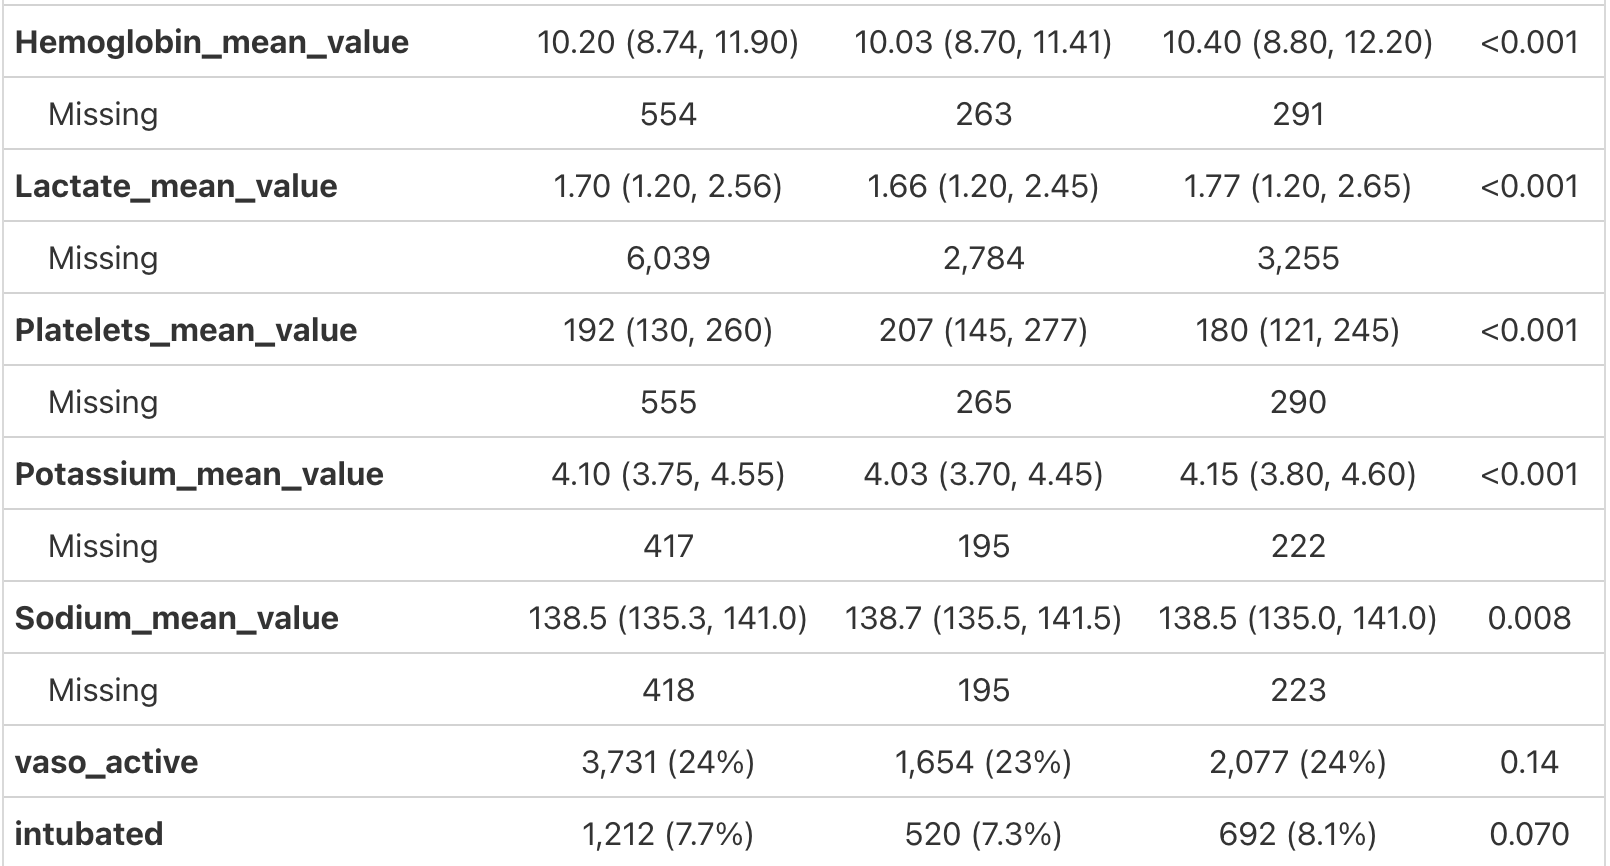 Hemoglobin_mean_value 10.20 (8.74, 11.90) 10.03 (8.70, 11.41) 10.40 (8.80, 12.20) <0.001
Missing 554 263 291
Lactate_mean_value 1.70 (1.20, 2.56) 1.66 (1.20, 2.45) 1.77 (1.20, 2.65) <0.001
Missing 6,039 2,784 3,255
Platelets_mean_value 192 (130, 260) 207 (145, 277) 180 (121, 245) <0.001
Missing 555 265 290
Potassium_mean_value 4.10 (3.75, 4.55) 4.03 (3.70, 4.45) 4.15 (3.80, 4.60) <0.001
Missing 417 195 222
Sodium_mean_value 138.5 (135.3, 141.0) 138.7 (135.5, 141.5) 138.5 (135.0, 141.0) 0.008
Missing 418 195 223
vaso_active 3,731 (24%) 1,654 (23%) 2,077 (24%) 0.14
intubated 1,212 (7.7%) 520 (7.3%) 692 (8.1%) 0.070